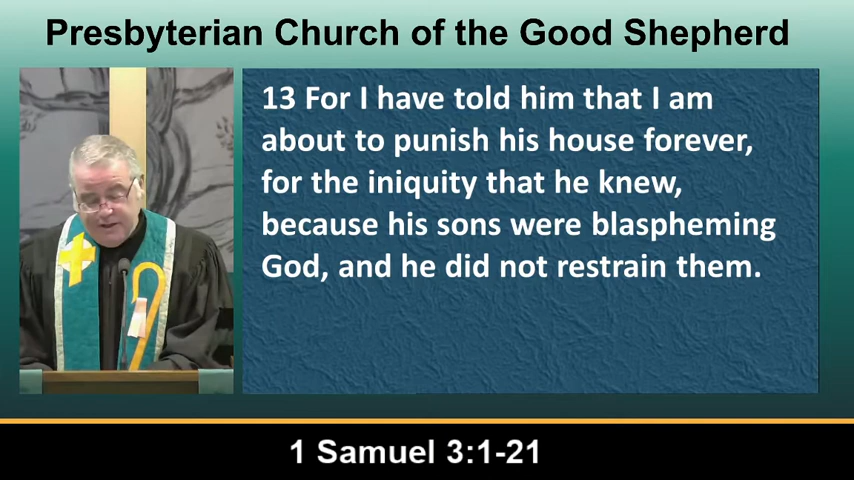 Presbyterian Church of the Good Shepherd
13 For I have told him that I am
about to punish his house forever,
for the iniquity that he knew,
because his sons were blaspheming
God, and he did not restrain them.
1 Samuel 3:1-21